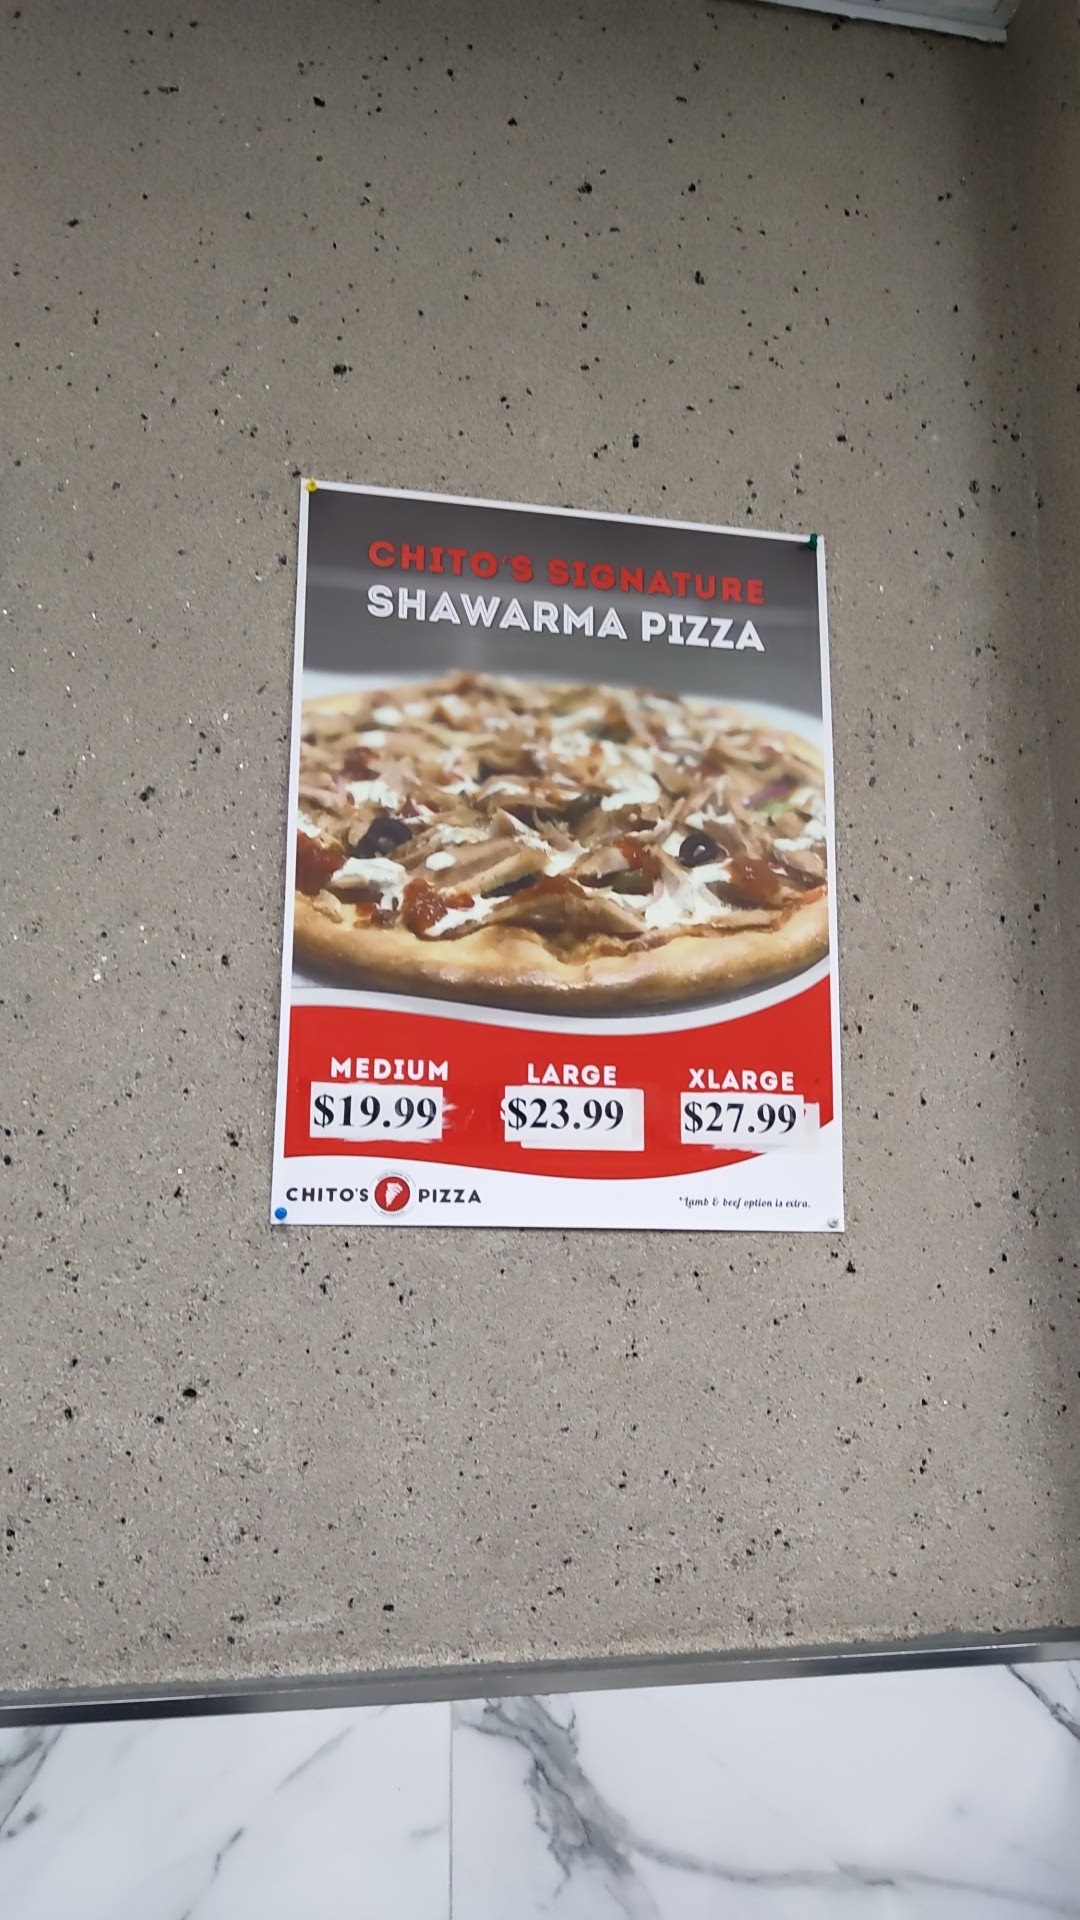 CHITO'S SIGNATURE
SHAWARMA PIZZA
MEDIUM LARGE XLARGE
$19.99 $23.99 $27.99
CHITO'S PIZZA
*Lamb & beef option is extra.